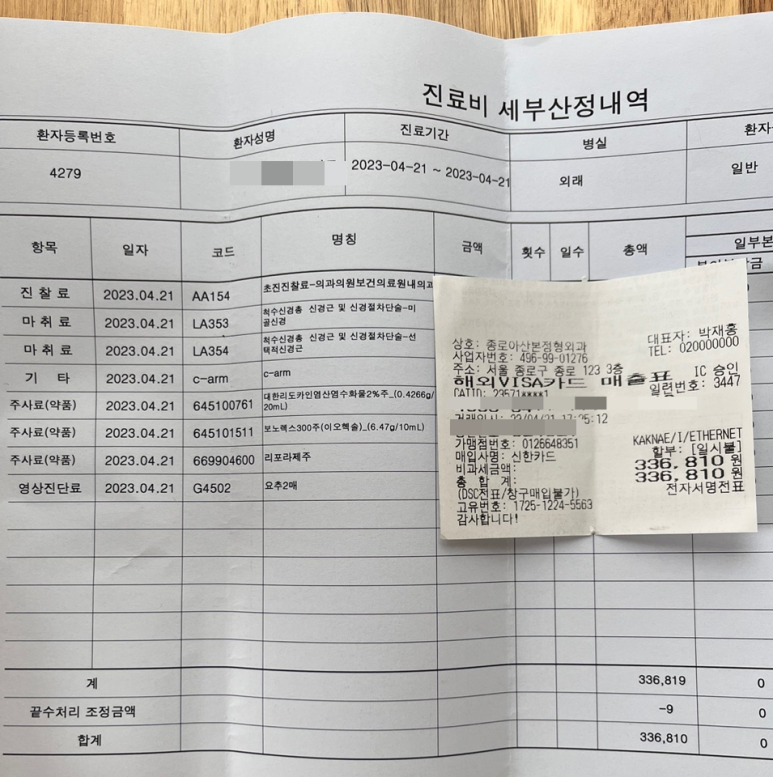 진료비 세부산정내역
환자등록번호 환자성명 진료기간 병실 환자
4279 2023-04-21 ~ 2023-04-21 외래 일반
항목 일자 코드 명칭 금액 횟수 일수 총액 일부본
진 찰 료 2023.04.21 AA154 초진진찰료-의과의원보건의료원내의과
마 취 료 2023.04.21 LA353 척수신경총 신경근 및 신경절차단술-미
골신경
마 취 료 2023.04.21 LA354 척수신경총 신경근 및 신경절차단술-선
택적신경근
기 타 2023.04.21 c-arm c-arm
주사료(약품) 2023.04.21 645100761 대한리도카인염산염수화물2%주_(0.4266g/
20mL)
주사료(약품) 2023.04.21 645101511 보노렉스300주(이오헥솔)_(6.47g/10mL)
주사료(약품) 2023.04.21 669904600 리포라제주
영상진단료 2023.04.21 G4502 요추2매
계 336,819 0
끝수처리 조정금액 -9 0
합계 336,810 0
상호: 종로아산본정형외과 대표자: 박재홍
사업자번호: 496-99-01276 TEL: 020000000
주소: 서울 종로구 종로 123 3층
해외VISA카드 매출표 IC 승인
CATID: 23571****1 일련번호: 3447
거래일시: 23/04/21 17:25:12
KAKNAE/I/ETHERNET
가맹점번호: 0126648351 할부: [일시불]
매입사명: 신한카드 336,810 원
비과세금액: 336,810 원
총 합 계:
(DSC전표/창구매입불가) 전자서명전표
고유번호: 1725-1224-5563
감사합니다!